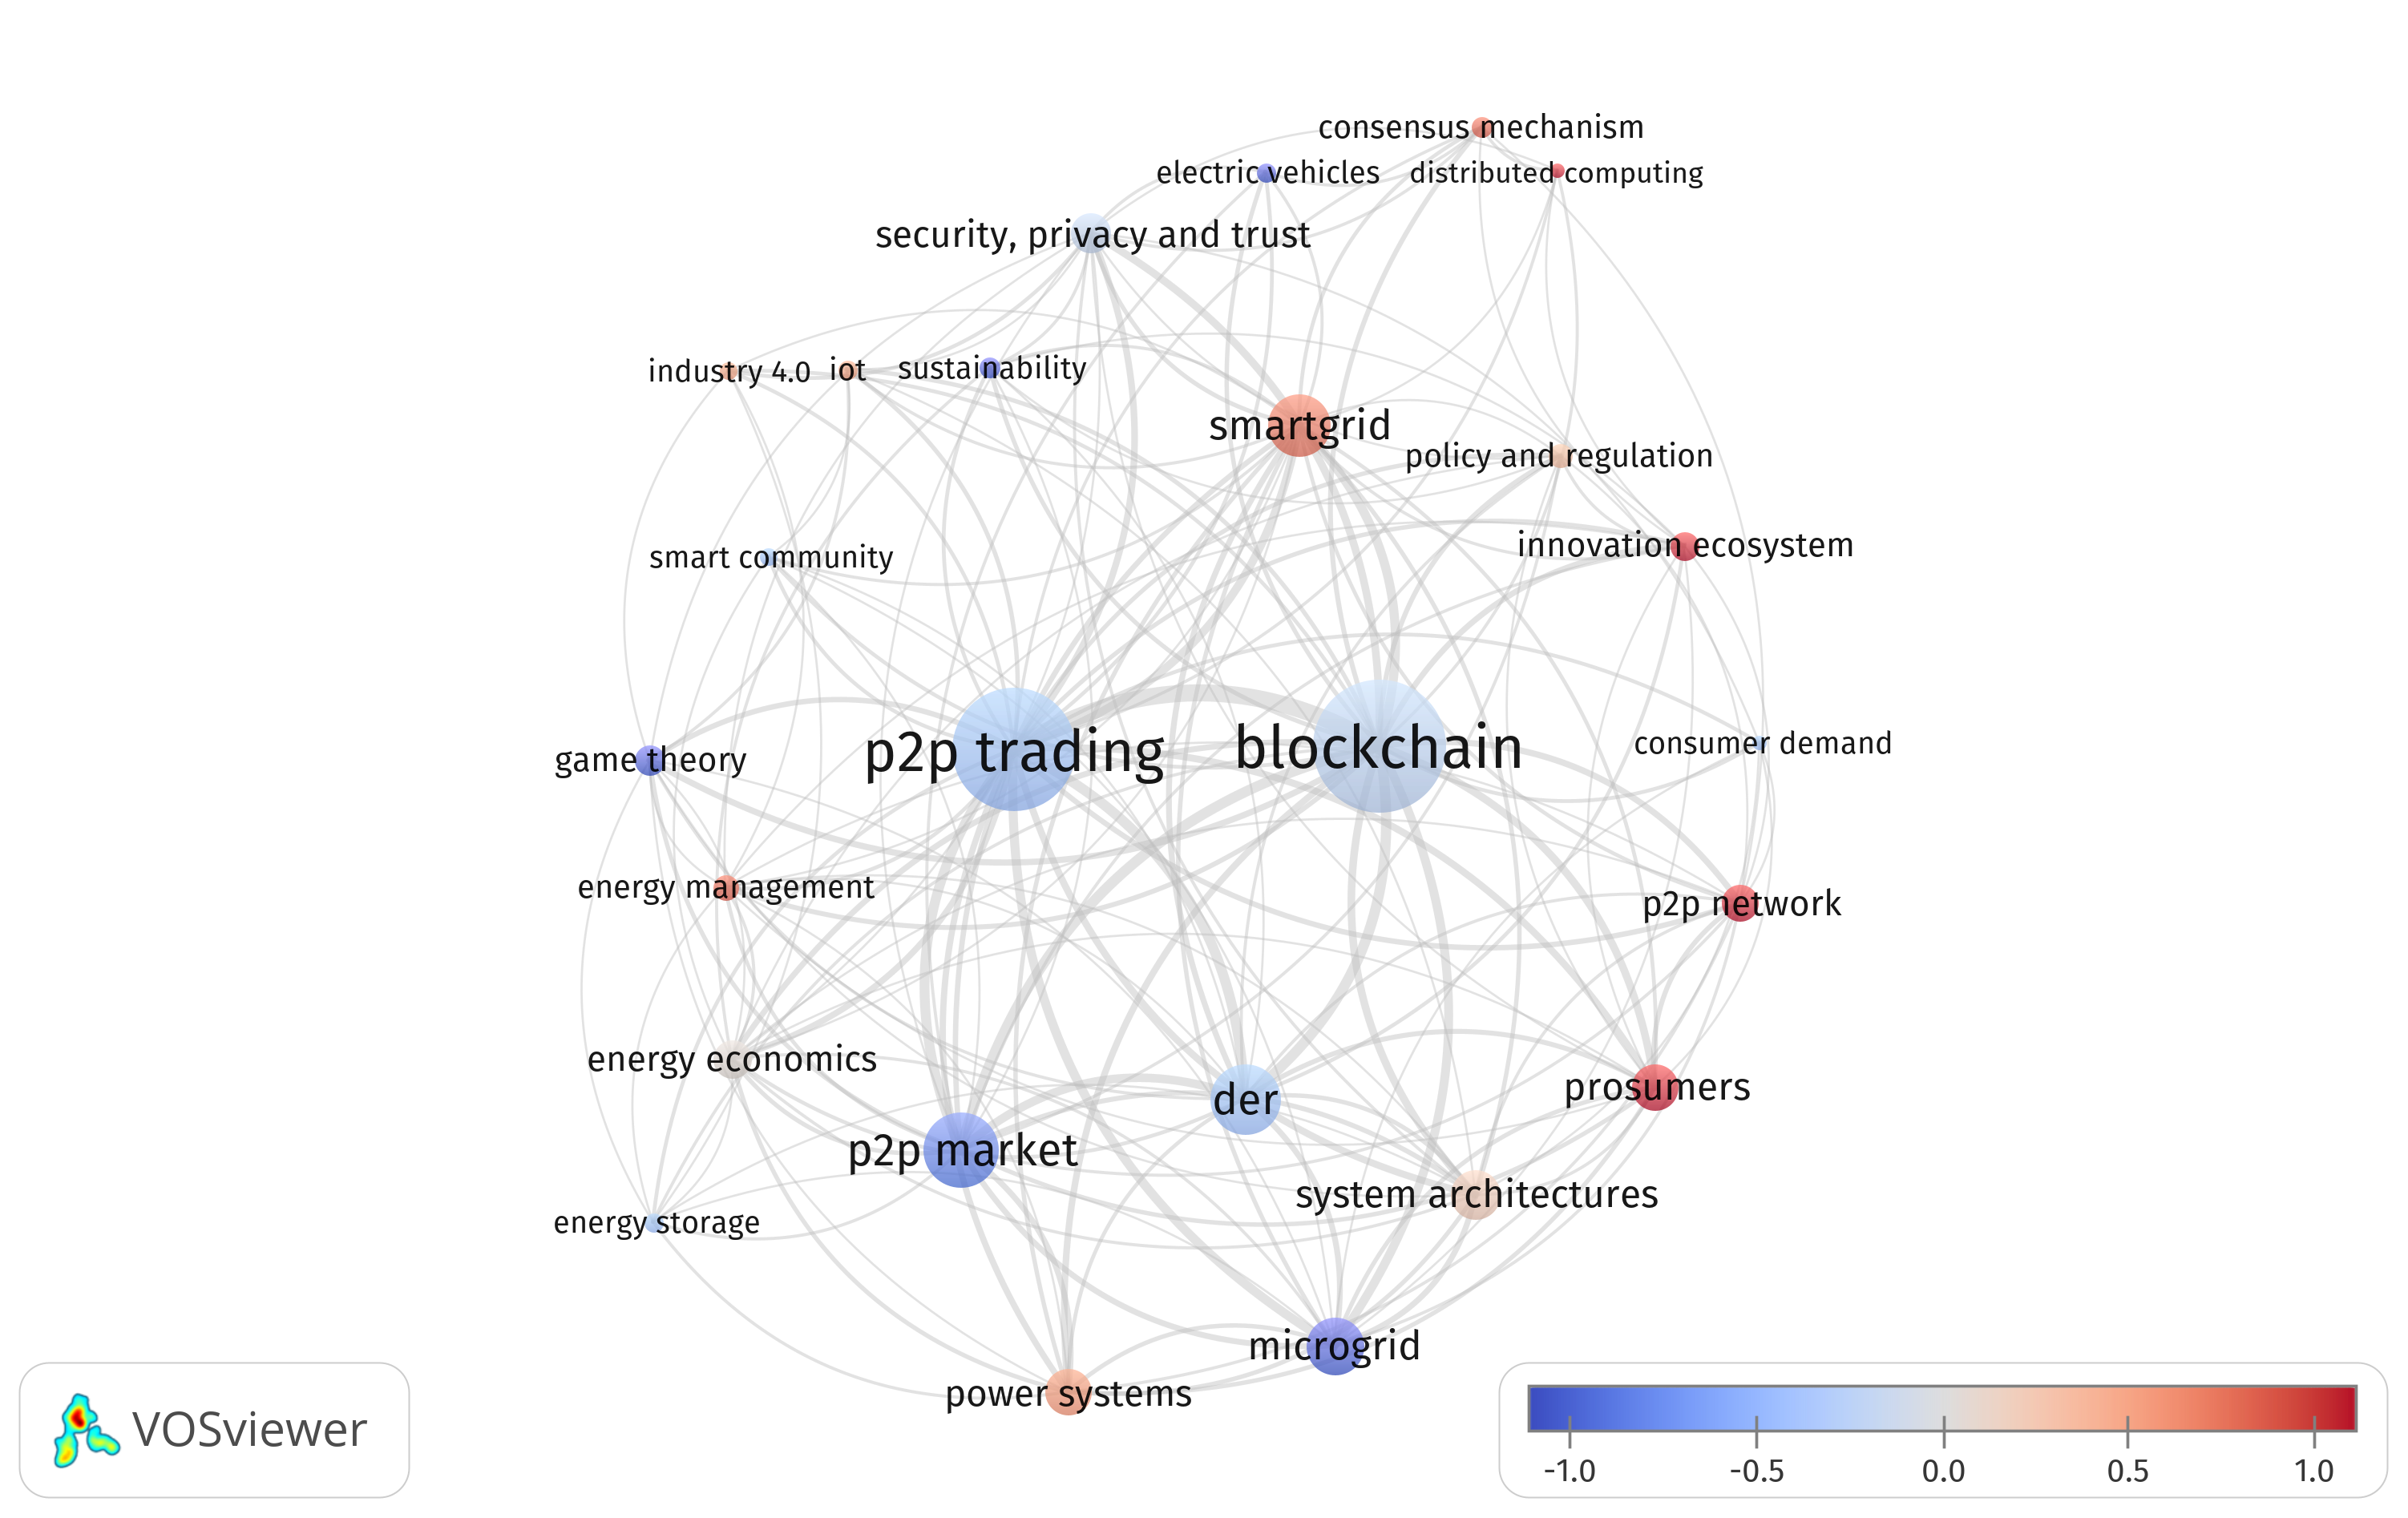 consensus mechanism
electric vehicles
distributed computing
security, privacy and trust
industry 4.0
iot
sustainability
smartgrid
policy and regulation
innovation ecosystem
smart community
p2p trading
blockchain
consumer demand
game theory
energy management
p2p network
energy economics
der
prosumers
p2p market
system architectures
energy storage
microgrid
power systems
VOSviewer
-1.0
-0.5
0.0
0.5
1.0